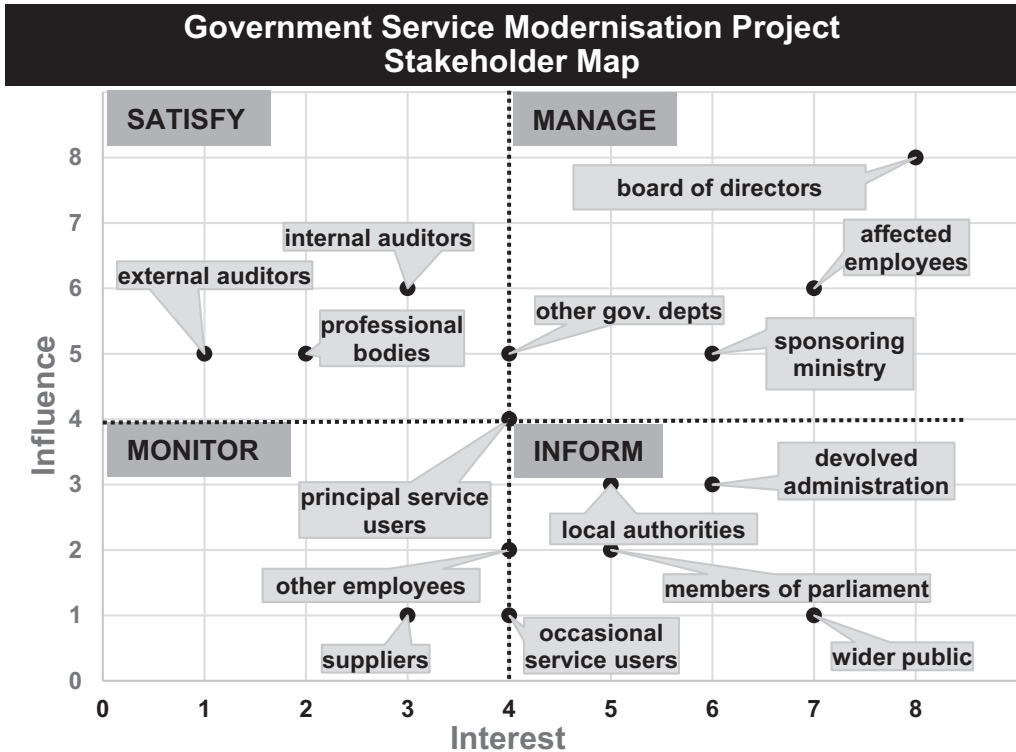 Government Service Modernisation Project
Stakeholder Map
SATISFY
MANAGE
8
board of directors
7
internal auditors
affected
employees
external auditors
6
other gov. depts
professional
bodies
sponsoring
ministry
5
Influence
4
MONITOR
INFORM
devolved
administration
3
principal service
users
local authorities
2
other employees
members of parliament
1
occasional
service users
suppliers
wider public
0
0 1 2 3 4 5 6 7 8
Interest